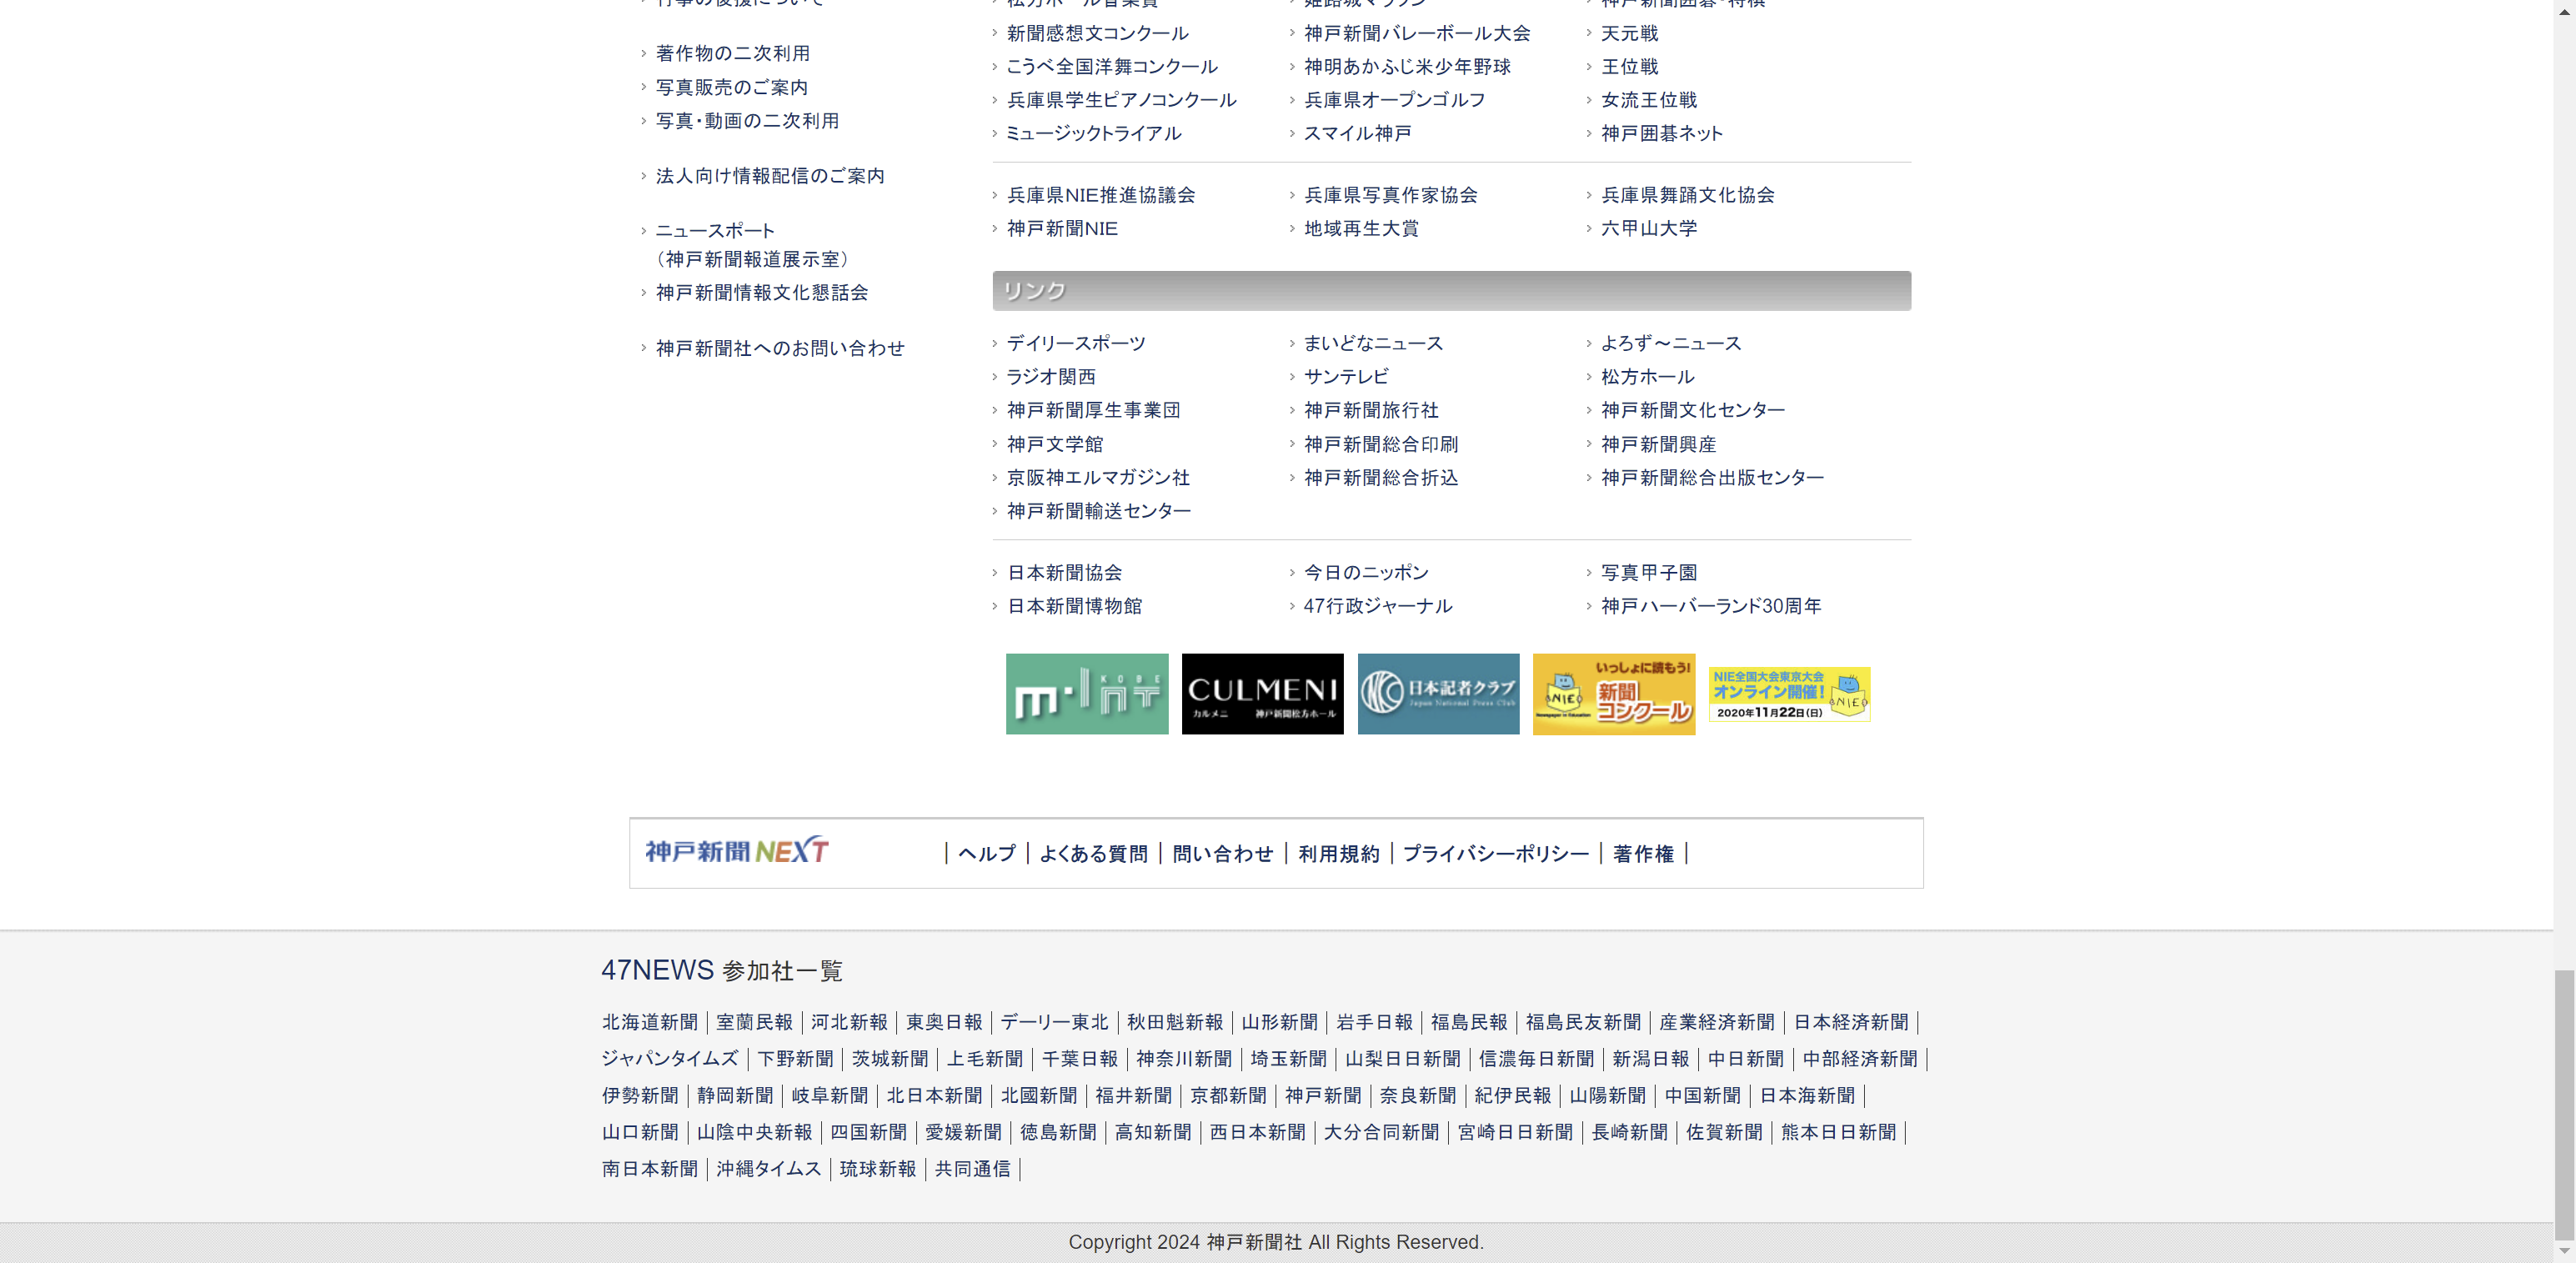 行事の後援について
著作物の二次利用
写真販売のご案内
写真・動画の二次利用
法人向け情報配信のご案内
ニュースポート
（神戸新聞報道展示室）
神戸新聞情報文化懇話会
神戸新聞社へのお問い合わせ
松方ホール音楽賞 姫路城マラソン 神戸新聞囲碁・将棋
新聞感想文コンクール 神戸新聞バレーボール大会 天元戦
こうべ全国洋舞コンクール 神明あかふじ米少年野球 王位戦
兵庫県学生ピアノコンクール 兵庫県オープンゴルフ 女流王位戦
ミュージックトライアル スマイル神戸 神戸囲碁ネット
兵庫県NIE推進協議会 兵庫県写真作家協会 兵庫県舞踊文化協会
神戸新聞NIE 地域再生大賞 六甲山大学
リンク
デイリースポーツ まいどなニュース よろず～ニュース
ラジオ関西 サンテレビ 松方ホール
神戸新聞厚生事業団 神戸新聞旅行社 神戸新聞文化センター
神戸文学館 神戸新聞総合印刷 神戸新聞興産
京阪神エルマガジン社 神戸新聞総合折込 神戸新聞総合出版センター
神戸新聞輸送センター
日本新聞協会 今日のニッポン 写真甲子園
日本新聞博物館 47行政ジャーナル 神戸ハーバーランド30周年
m・int KOBE
CULMENI
カルメニ 神戸新聞松方ホール
日本記者クラブ
Japan National Press Club
いっしょに読もう!
新聞
コンクール
NIE
Newspaper in Education
NIE全国大会東京大会
オンライン開催!
2020年11月22日(日)
NIE
神戸新聞NEXT | ヘルプ | よくある質問 | 問い合わせ | 利用規約 | プライバシーポリシー | 著作権 |
47NEWS 参加社一覧
北海道新聞 | 室蘭民報 | 河北新報 | 東奥日報 | デーリー東北 | 秋田魁新報 | 山形新聞 | 岩手日報 | 福島民報 | 福島民友新聞 | 産業経済新聞 | 日本経済新聞 |
ジャパンタイムズ | 下野新聞 | 茨城新聞 | 上毛新聞 | 千葉日報 | 神奈川新聞 | 埼玉新聞 | 山梨日日新聞 | 信濃毎日新聞 | 新潟日報 | 中日新聞 | 中部経済新聞 |
伊勢新聞 | 静岡新聞 | 岐阜新聞 | 北日本新聞 | 北國新聞 | 福井新聞 | 京都新聞 | 神戸新聞 | 奈良新聞 | 紀伊民報 | 山陽新聞 | 中国新聞 | 日本海新聞 |
山口新聞 | 山陰中央新報 | 四国新聞 | 愛媛新聞 | 徳島新聞 | 高知新聞 | 西日本新聞 | 大分合同新聞 | 宮崎日日新聞 | 長崎新聞 | 佐賀新聞 | 熊本日日新聞 |
南日本新聞 | 沖縄タイムス | 琉球新報 | 共同通信 |
Copyright 2024 神戸新聞社 All Rights Reserved.